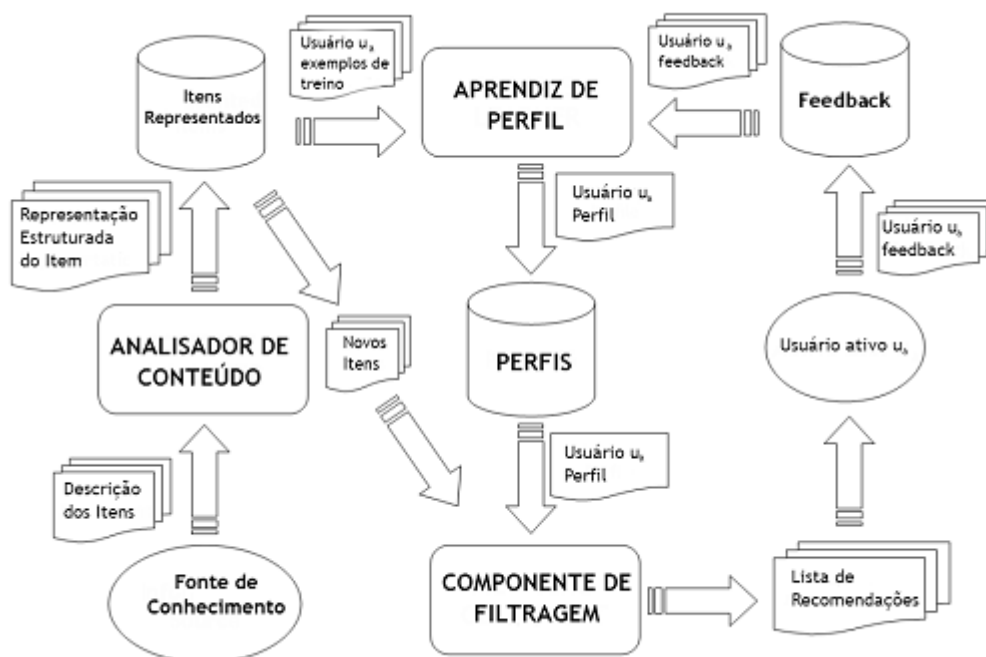 Itens
Representados
Usuário uₐ
exemplos de
treino
APRENDIZ DE
PERFIL
Usuário uₐ
feedback
Feedback
Representação
Estruturada
do Item
Usuário uₐ
Perfil
Usuário uₐ
feedback
ANALISADOR DE
CONTEÚDO
Novos
Itens
PERFIS
Usuário ativo uₐ
Descrição
dos Itens
Usuário uₐ
Perfil
Fonte de
Conhecimento
COMPONENTE DE
FILTRAGEM
Lista de
Recomendações